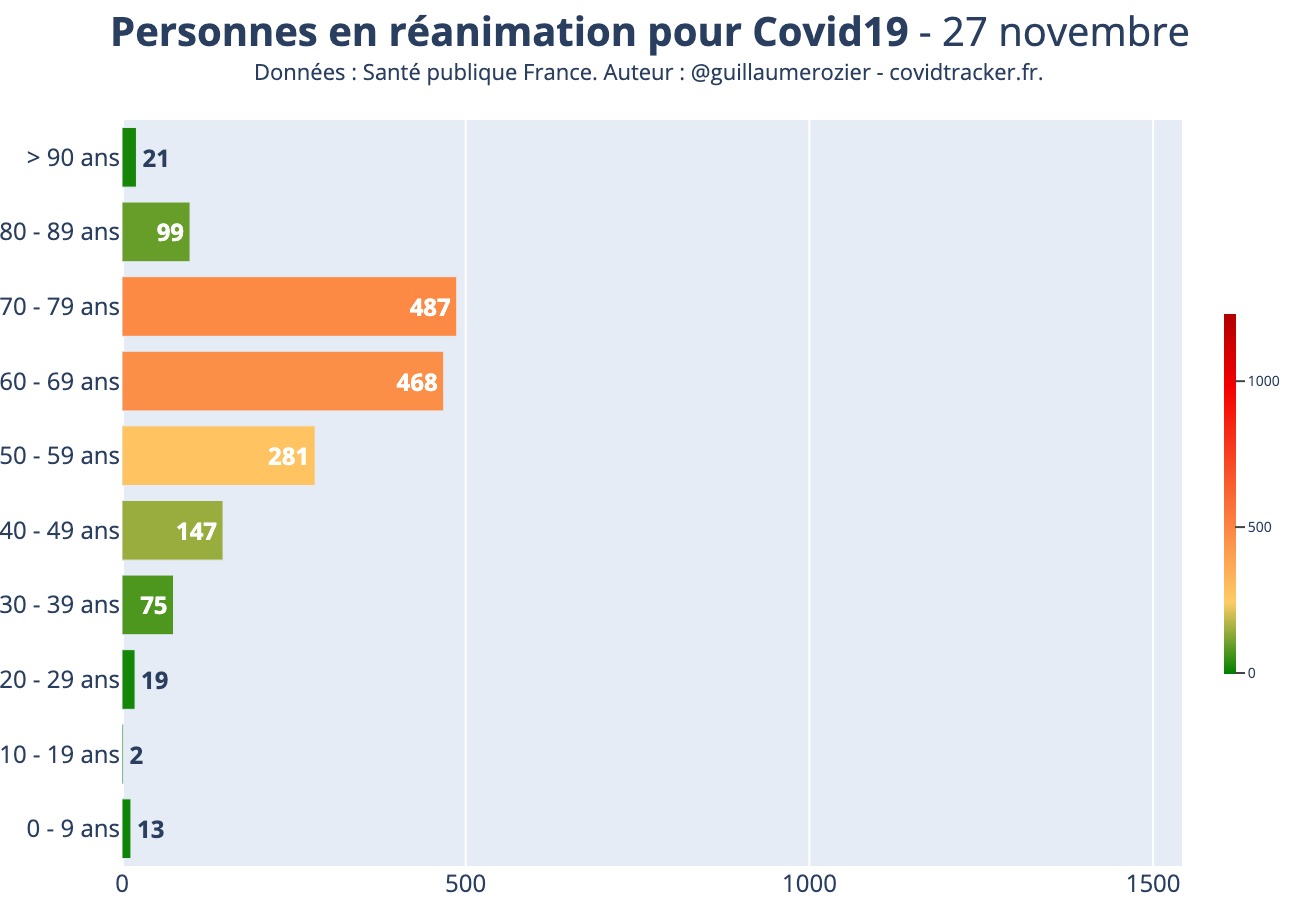 Personnes en réanimation pour Covid19 - 27 novembre
Données : Santé publique France. Auteur : @guillaumerozier - covidtracker.fr.
> 90 ans 21
80 - 89 ans 99
70 - 79 ans 487
60 - 69 ans 468
50 - 59 ans 281
40 - 49 ans 147
30 - 39 ans 75
20 - 29 ans 19
10 - 19 ans 2
0 - 9 ans 13
0 500 1000 1500
1000
500
0